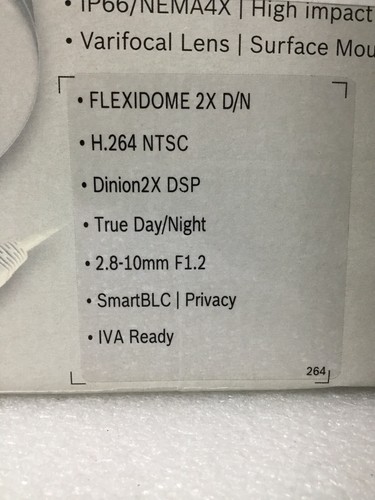 • IP66/NEMA4X | High impact
• Varifocal Lens | Surface Mou
• FLEXIDOME 2X D/N
• H.264 NTSC
• Dinion2X DSP
• True Day/Night
• 2.8-10mm F1.2
• SmartBLC | Privacy
• IVA Ready
264